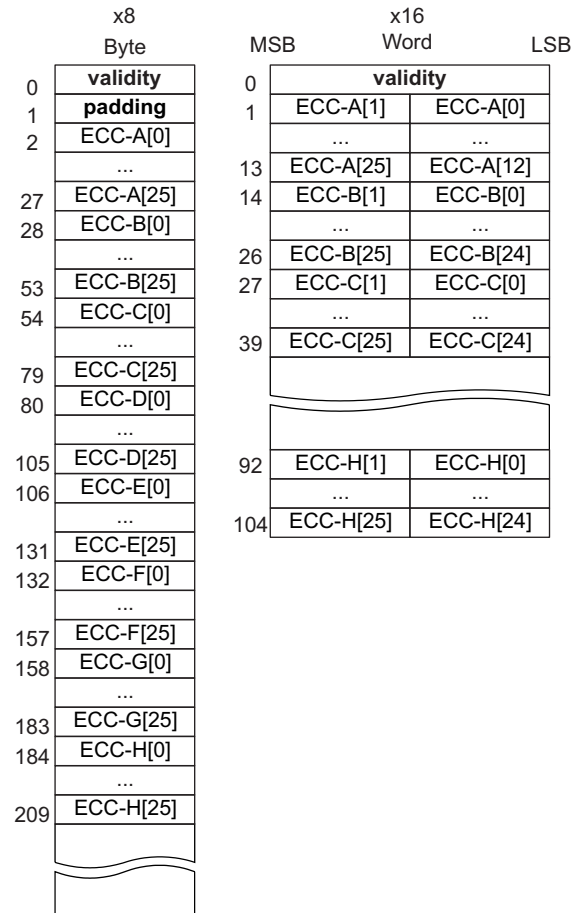 x8
Byte
0 validity
1 padding
2 ECC-A[0]
...
27 ECC-A[25]
28 ECC-B[0]
...
53 ECC-B[25]
54 ECC-C[0]
...
79 ECC-C[25]
80 ECC-D[0]
...
105 ECC-D[25]
106 ECC-E[0]
...
131 ECC-E[25]
132 ECC-F[0]
...
157 ECC-F[25]
158 ECC-G[0]
...
183 ECC-G[25]
184 ECC-H[0]
...
209 ECC-H[25]
x16
MSB Word LSB
0 validity
1 ECC-A[1] ECC-A[0]
... ...
13 ECC-A[25] ECC-A[12]
14 ECC-B[1] ECC-B[0]
... ...
26 ECC-B[25] ECC-B[24]
27 ECC-C[1] ECC-C[0]
... ...
39 ECC-C[25] ECC-C[24]
92 ECC-H[1] ECC-H[0]
... ...
104 ECC-H[25] ECC-H[24]